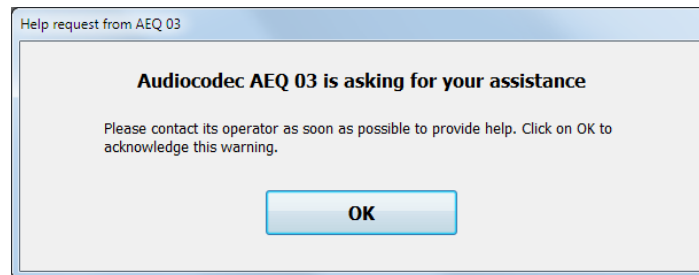 Help request from AEQ 03
Audiocodec AEQ 03 is asking for your assistance
Please contact its operator as soon as possible to provide help. Click on OK to
acknowledge this warning.
OK